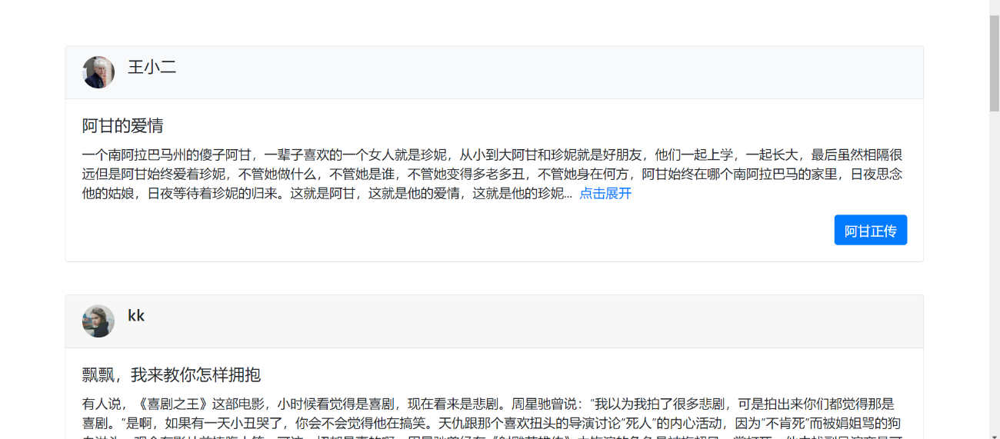 王小二
阿甘的爱情
一个南阿拉巴马州的傻子阿甘，一辈子喜欢的一个女人就是珍妮，从小到大阿甘和珍妮就是好朋友，他们一起上学，一起长大，最后虽然相隔很
远但是阿甘始终爱着珍妮，不管她做什么，不管她是谁，不管她变得多老多丑，不管她身在何方，阿甘始终在哪个南阿拉巴马的家里，日夜思念
他的姑娘，日夜等待着珍妮的归来。这就是阿甘，这就是他的爱情，这就是他的珍妮... 点击展开
阿甘正传
kk
飘飘，我来教你怎样拥抱
有人说，《喜剧之王》这部电影，小时候看觉得是喜剧，现在看来是悲剧。周星驰曾说：“我以为我拍了很多悲剧，可是拍出来你们都觉得那是
喜剧。”是啊，如果有一天小丑哭了，你会不会觉得他在搞笑。天仇跟那个喜欢扭头的导演讨论“死人”的内心活动，因为“不肯死”而被娟姐骂的狗